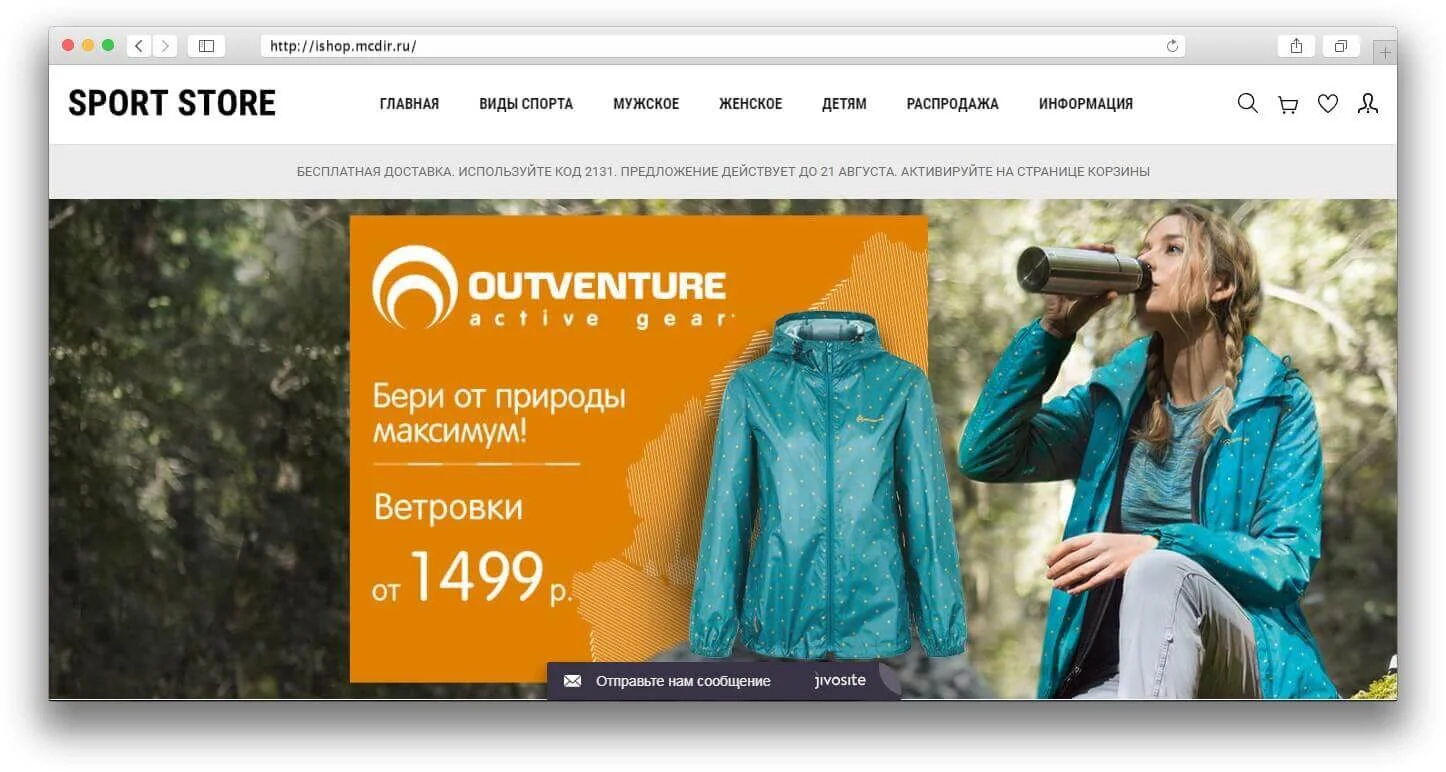 http://ishop.mcdir.ru/
SPORT STORE
ГЛАВНАЯ ВИДЫ СПОРТА МУЖСКОЕ ЖЕНСКОЕ ДЕТЯМ РАСПРОДАЖА ИНФОРМАЦИЯ
БЕСПЛАТНАЯ ДОСТАВКА. ИСПОЛЬЗУЙТЕ КОД 2131. ПРЕДЛОЖЕНИЕ ДЕЙСТВУЕТ ДО 21 АВГУСТА. АКТИВИРУЙТЕ НА СТРАНИЦЕ КОРЗИНЫ
OUTVENTURE
active gear
Бери от природы
максимум!
Ветровки
от 1499 р.
Отправьте нам сообщение jivosite